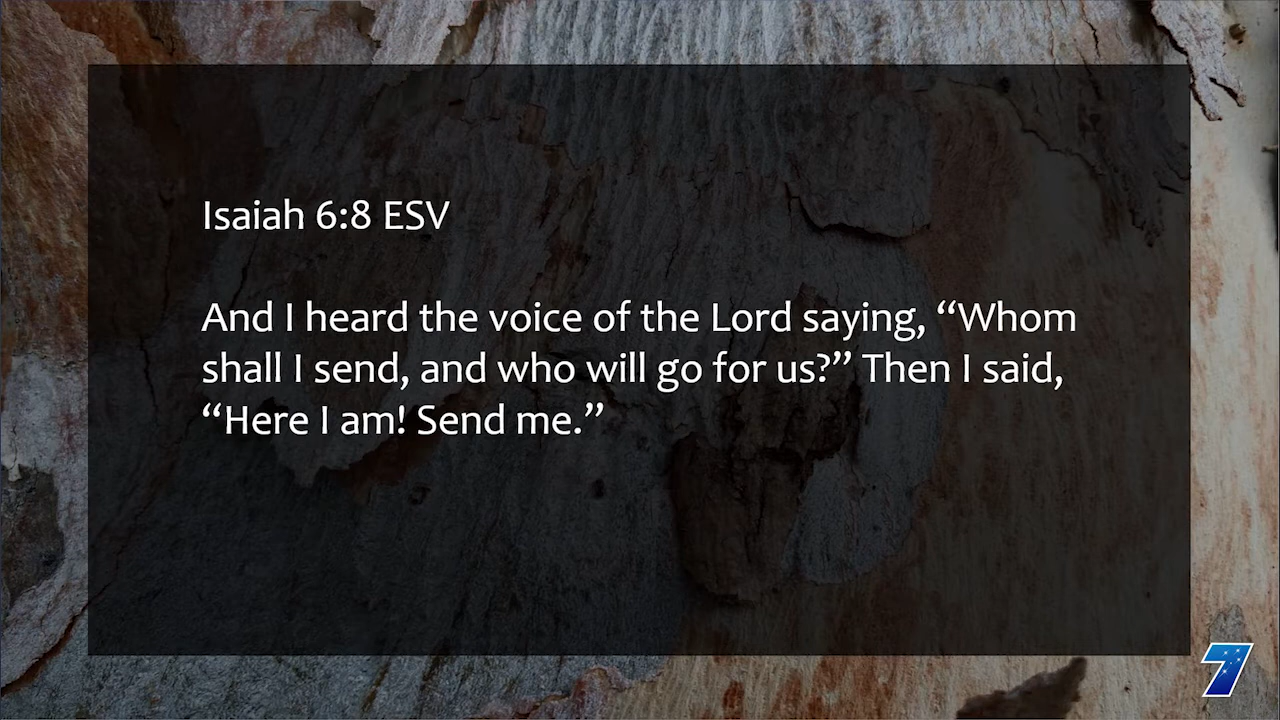 Isaiah 6:8 ESV
And I heard the voice of the Lord saying, “Whom
shall I send, and who will go for us?” Then I said,
“Here I am! Send me.”
7